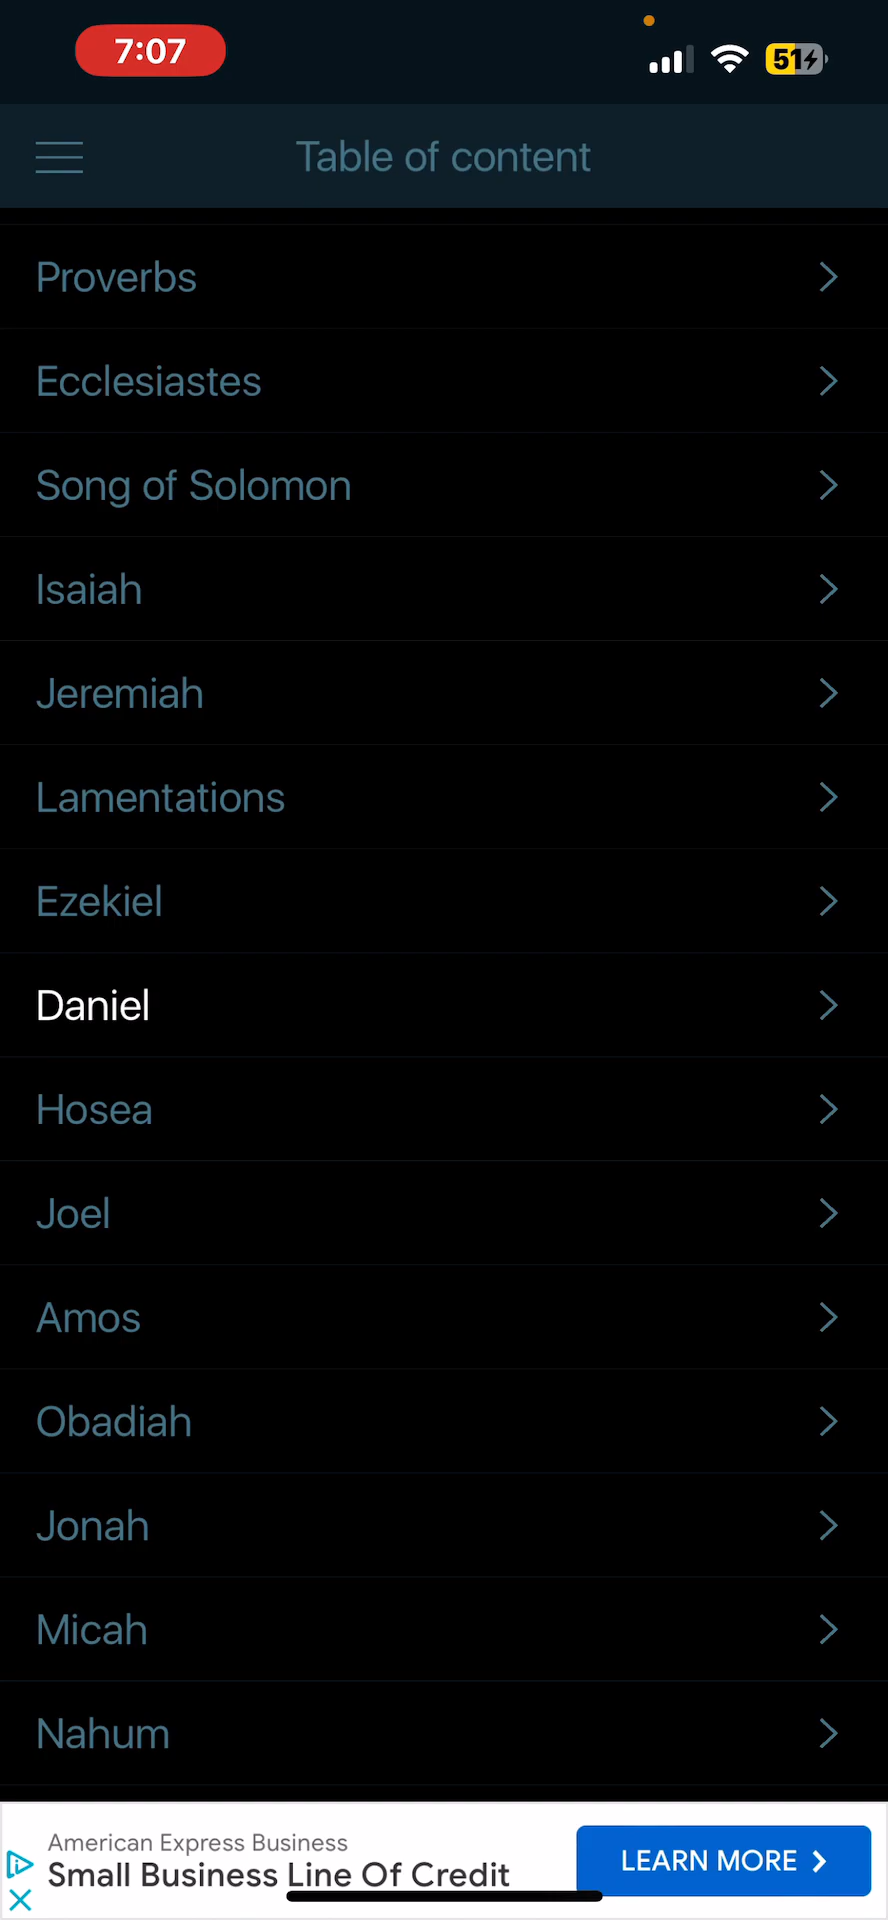 7:07
51
Table of content
Proverbs
Ecclesiastes
Song of Solomon
Isaiah
Jeremiah
Lamentations
Ezekiel
Daniel
Hosea
Joel
Amos
Obadiah
Jonah
Micah
Nahum
American Express Business
Small Business Line Of Credit
LEARN MORE